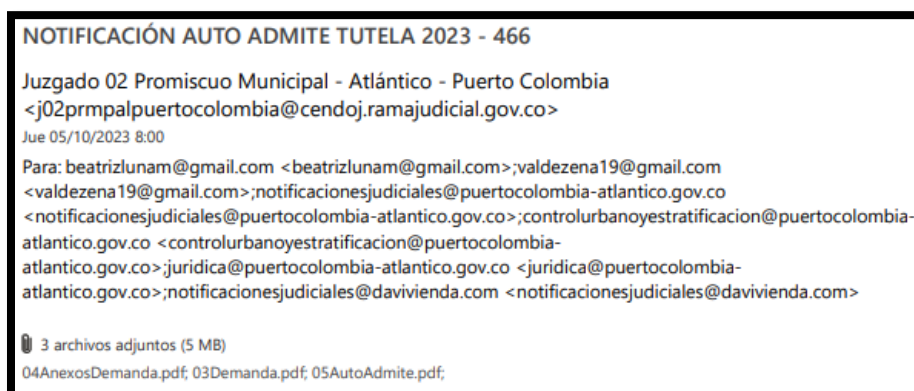 NOTIFICACIÓN AUTO ADMITE TUTELA 2023 - 466
Juzgado 02 Promiscuo Municipal - Atlántico - Puerto Colombia
<j02prmpalpuertocolombia@cendoj.ramajudicial.gov.co>
Jue 05/10/2023 8:00
Para: beatrizlunam@gmail.com <beatrizlunam@gmail.com>;valdezena19@gmail.com
<valdezena19@gmail.com>;notificacionesjudiciales@puertocolombia-atlantico.gov.co
<notificacionesjudiciales@puertocolombia-atlantico.gov.co>;controlurbanoyestratificacion@puertocolombia-
atlantico.gov.co <controlurbanoyestratificacion@puertocolombia-
atlantico.gov.co>;juridica@puertocolombia-atlantico.gov.co <juridica@puertocolombia-
atlantico.gov.co>;notificacionesjudiciales@davivienda.com <notificacionesjudiciales@davivienda.com>
3 archivos adjuntos (5 MB)
04AnexosDemanda.pdf; 03Demanda.pdf; 05AutoAdmite.pdf;